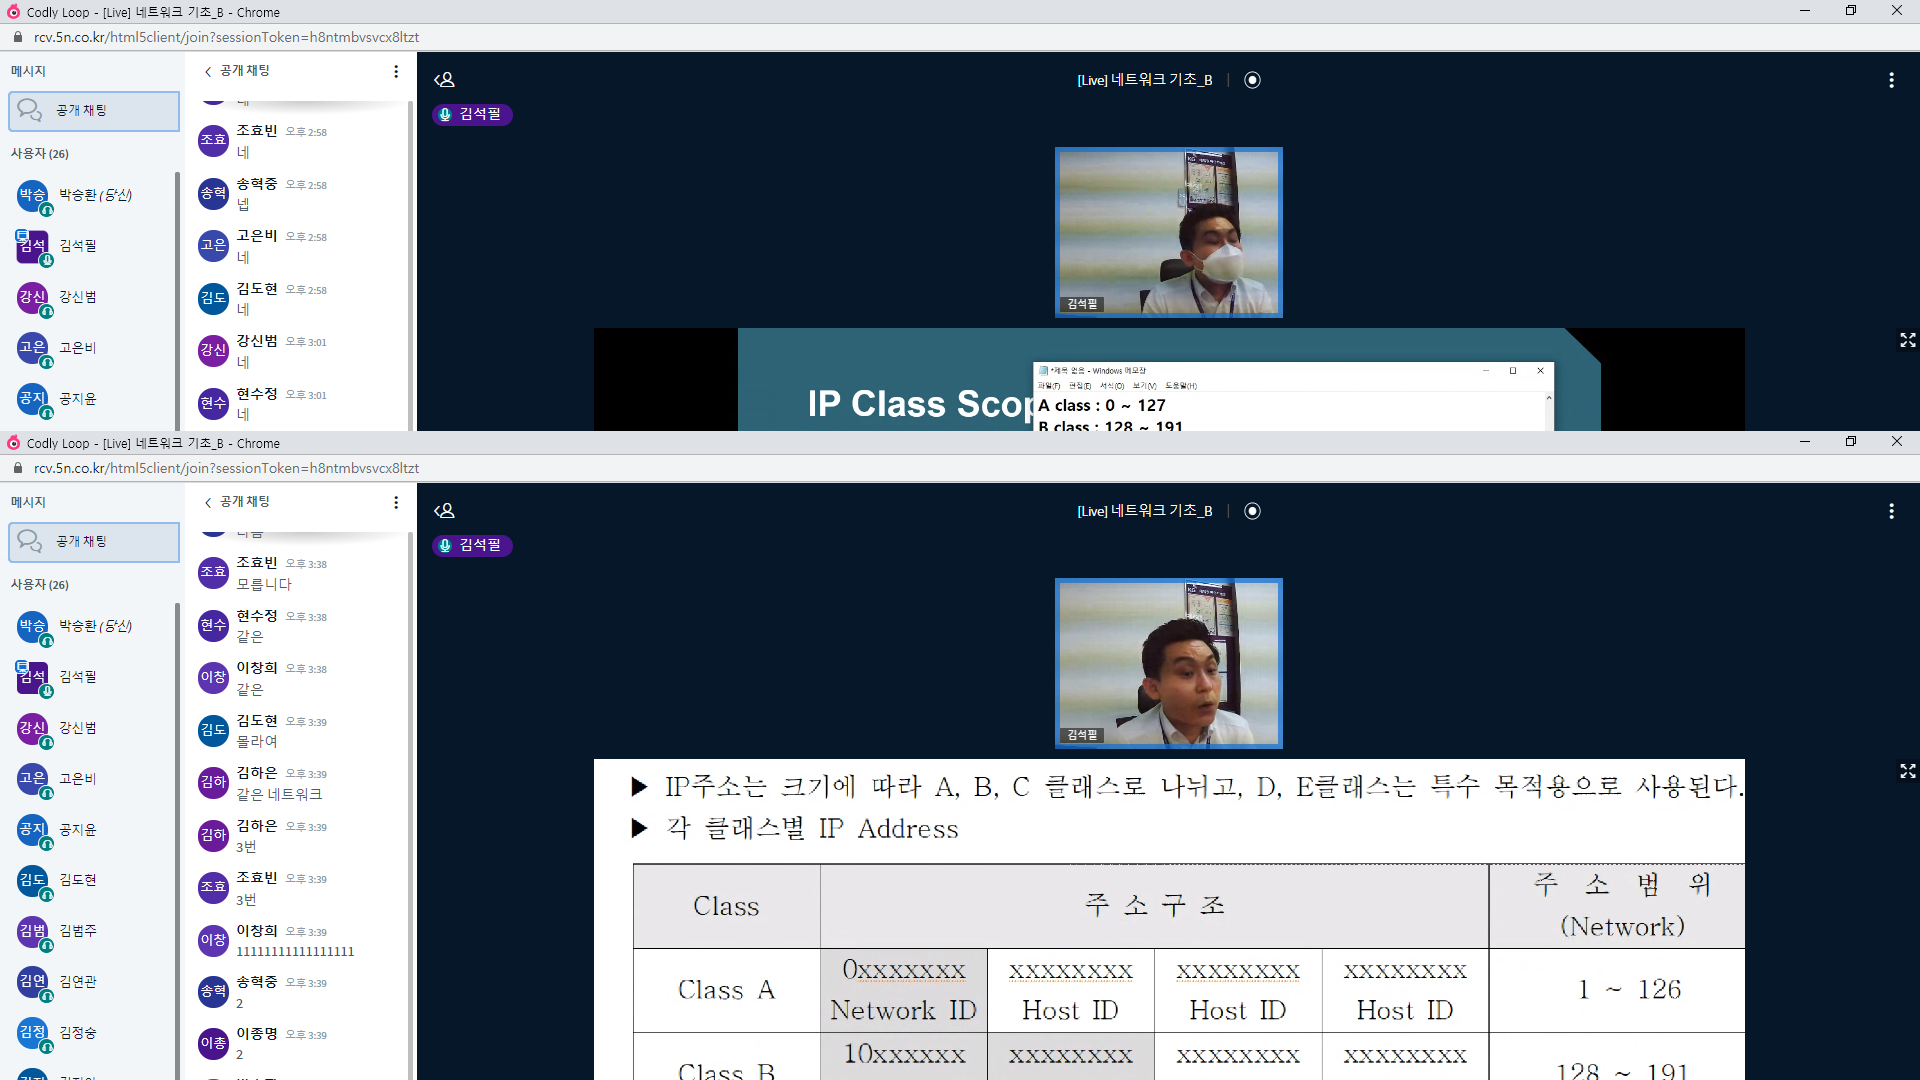 Codly Loop - [Live] 네트워크 기초_B - Chrome
rcv.5n.co.kr/html5client/join?sessionToken=h8ntmbvsvcx8ltzt
메시지
공개 채팅
사용자 (26)
박승
박승환 (당신)
김석
김석필
강신
강신범
고은
고은비
공지
공지윤
공개 채팅
네
조효
조효빈 오후 2:58
네
송혁
송혁중 오후 2:58
넵
고은
고은비 오후 2:58
네
김도
김도현 오후 2:58
네
강신
강신범 오후 3:01
네
현수
현수정 오후 3:01
네
[Live] 네트워크 기초_B
김석필
김석필
IP Class Scop
*제목 없음 - Windows 메모장
파일(F) 편집(E) 서식(O) 보기(V) 도움말(H)
A class : 0 ~ 127
B class : 128 ~ 191
Codly Loop - [Live] 네트워크 기초_B - Chrome
rcv.5n.co.kr/html5client/join?sessionToken=h8ntmbvsvcx8ltzt
메시지
공개 채팅
사용자 (26)
박승
박승환 (당신)
김석
김석필
강신
강신범
고은
고은비
공지
공지윤
김도
김도현
김범
김범주
김연
김연관
김정
김정숭
공개 채팅
조효
조효빈 오후 3:38
모릅니다
현수
현수정 오후 3:38
같은
이창
이창희 오후 3:38
같은
김도
김도현 오후 3:39
몰라여
김하
김하은 오후 3:39
같은 네트워크
김하
김하은 오후 3:39
3번
조효
조효빈 오후 3:39
3번
이창
이창희 오후 3:39
11111111111111111
송혁
송혁중 오후 3:39
2
이종
이종명 오후 3:39
2
[Live] 네트워크 기초_B
김석필
김석필
▶ IP주소는 크기에 따라 A, B, C 클래스로 나뉘고, D, E클래스는 특수 목적용으로 사용된다.
▶ 각 클래스별 IP Address
Class 주 소 구 조 주 소 범 위
(Network)
Class A 0xxxxxxx xxxxxxxx xxxxxxxx xxxxxxxx 1 ~ 126
Network ID Host ID Host ID Host ID
Class B 10xxxxxx xxxxxxxx xxxxxxxx xxxxxxxx 128 ~ 191